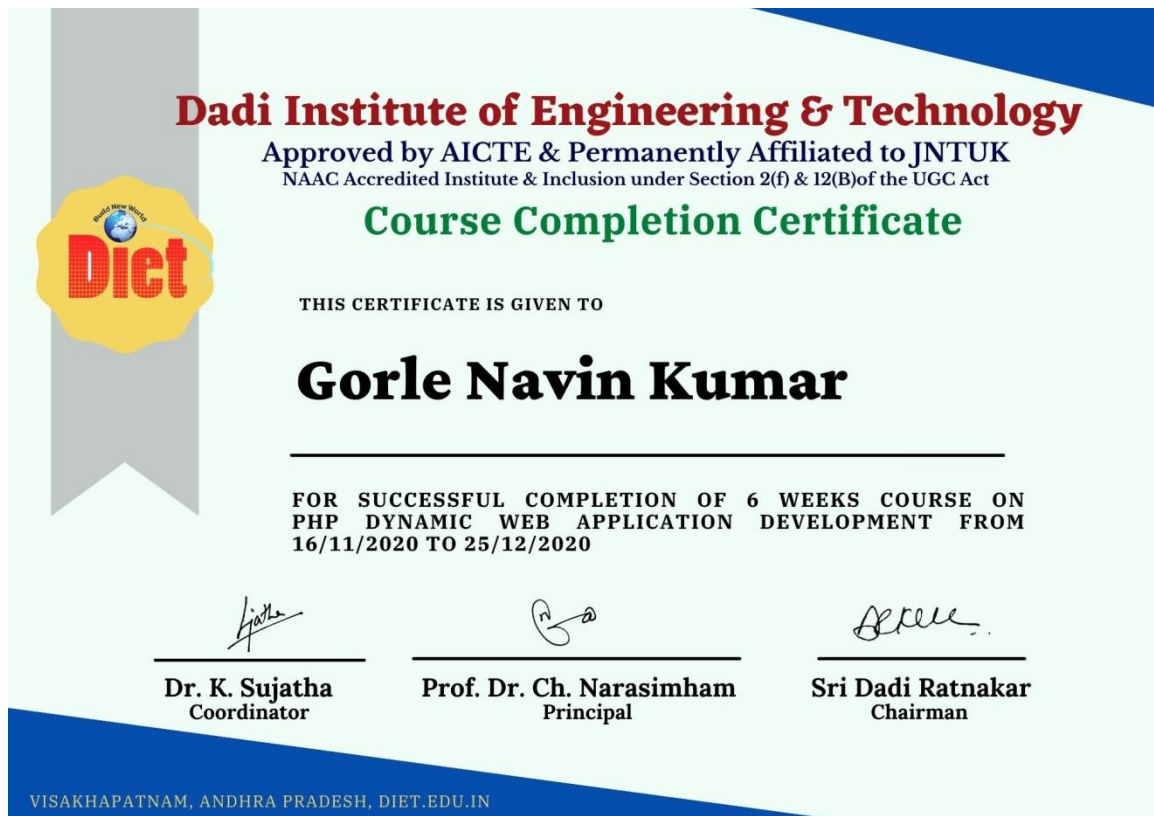 Dadi Institute of Engineering & Technology
Approved by AICTE & Permanently Affiliated to JNTUK
NAAC Accredited Institute & Inclusion under Section 2(f) & 12(B)of the UGC Act
Course Completion Certificate
Build New World
Diet
THIS CERTIFICATE IS GIVEN TO
Gorle Navin Kumar
FOR SUCCESSFUL COMPLETION OF 6 WEEKS COURSE ON
PHP DYNAMIC WEB APPLICATION DEVELOPMENT FROM
16/11/2020 TO 25/12/2020
Dr. K. Sujatha
Coordinator
Prof. Dr. Ch. Narasimham
Principal
Sri Dadi Ratnakar
Chairman
VISAKHAPATNAM, ANDHRA PRADESH, DIET.EDU.IN